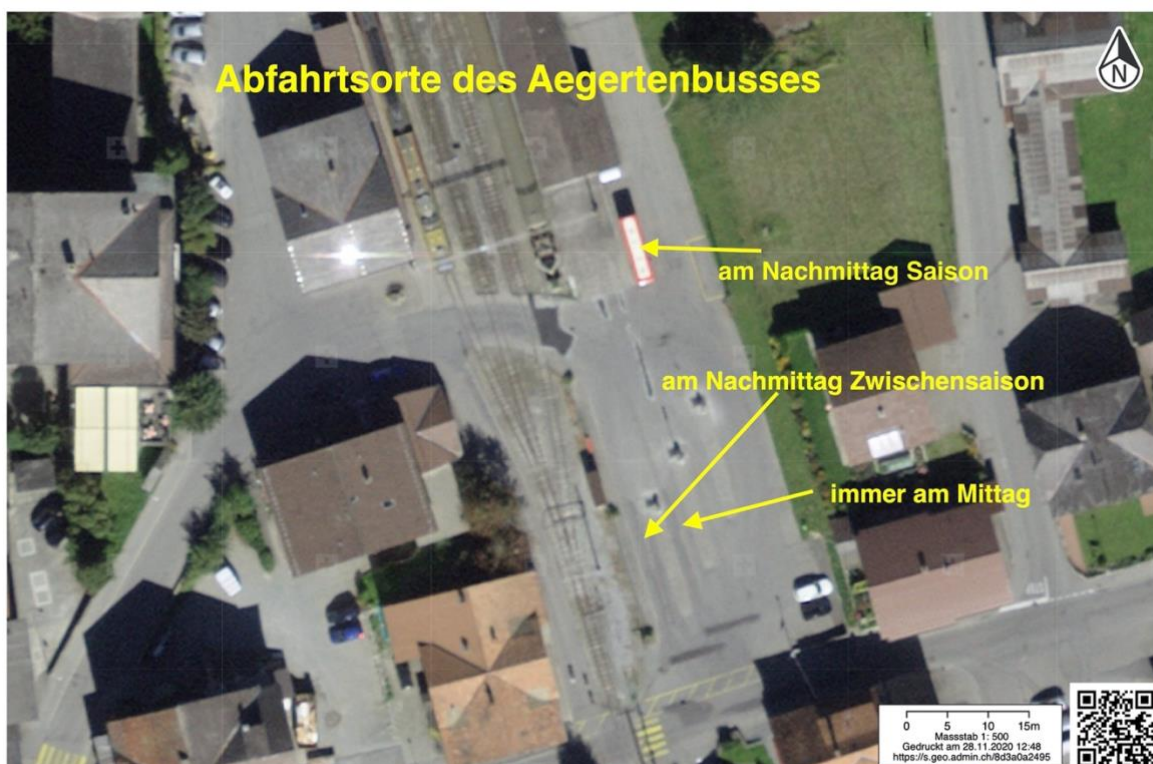 Abfahrtsorte des Aegertenbusses
N
am Nachmittag Saison
am Nachmittag Zwischensaison
immer am Mittag
0 5 10 15m
Massstab 1: 500
Gedruckt am 28.11.2020 12:48
https://s.geo.admin.ch/8d3a0a2495